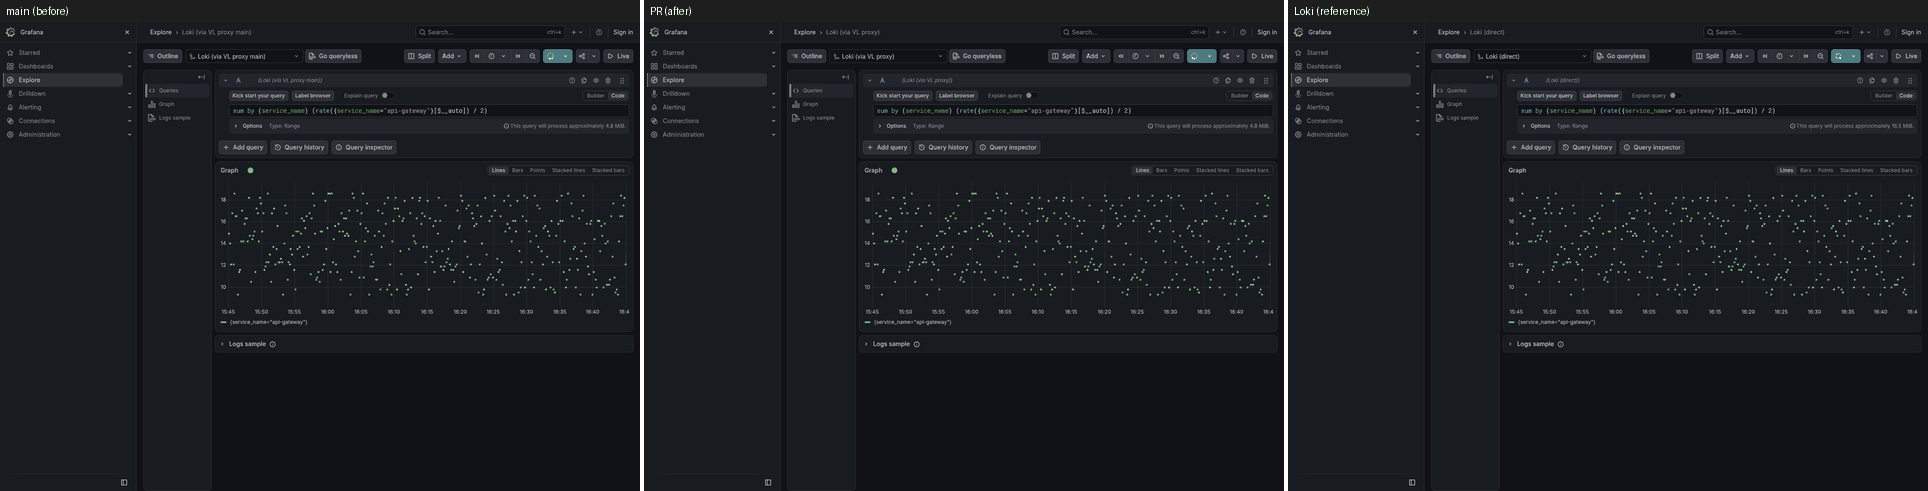 main (before)
Grafana
Starred
Dashboards
Explore
Drilldown
Alerting
Connections
Administration
Explore › Loki (via VL proxy main)
Search...
ctrl+k
Sign in
Outline
Loki (via VL proxy main)
Go queryless
Split
Add
Live
Queries
Graph
Logs sample
A (Loki (via VL proxy main))
Kick start your query
Label browser
Explain query
Builder
Code
sum by (service_name) (rate({service_name="api-gateway"}[$__auto]) / 2)
Options Type: Range
This query will process approximately 4.8 MiB.
+ Add query
Query history
Query inspector
Graph
Lines Bars Points Stacked lines Stacked bars
18
16
14
12
10
15:45 15:50 15:55 16:00 16:05 16:10 16:15 16:20 16:25 16:30 16:35 16:40 16:4
{service_name="api-gateway"}
Logs sample
PR (after)
Grafana
Starred
Dashboards
Explore
Drilldown
Alerting
Connections
Administration
Explore › Loki (via VL proxy)
Search...
ctrl+k
Sign in
Outline
Loki (via VL proxy)
Go queryless
Split
Add
Live
Queries
Graph
Logs sample
A (Loki (via VL proxy))
Kick start your query
Label browser
Explain query
Builder
Code
sum by (service_name) (rate({service_name="api-gateway"}[$__auto]) / 2)
Options Type: Range
This query will process approximately 4.8 MiB.
+ Add query
Query history
Query inspector
Graph
Lines Bars Points Stacked lines Stacked bars
18
16
14
12
10
15:45 15:50 15:55 16:00 16:05 16:10 16:15 16:20 16:25 16:30 16:35 16:40 16:4
{service_name="api-gateway"}
Logs sample
Loki (reference)
Grafana
Starred
Dashboards
Explore
Drilldown
Alerting
Connections
Administration
Explore › Loki (direct)
Search...
ctrl+k
Sign in
Outline
Loki (direct)
Go queryless
Split
Add
Live
Queries
Graph
Logs sample
A (Loki (direct))
Kick start your query
Label browser
Explain query
Builder
Code
sum by (service_name) (rate({service_name="api-gateway"}[$__auto]) / 2)
Options Type: Range
This query will process approximately 16.5 MiB.
+ Add query
Query history
Query inspector
Graph
Lines Bars Points Stacked lines Stacked bars
18
16
14
12
10
15:45 15:50 15:55 16:00 16:05 16:10 16:15 16:20 16:25 16:30 16:35 16:40 16:4
{service_name="api-gateway"}
Logs sample